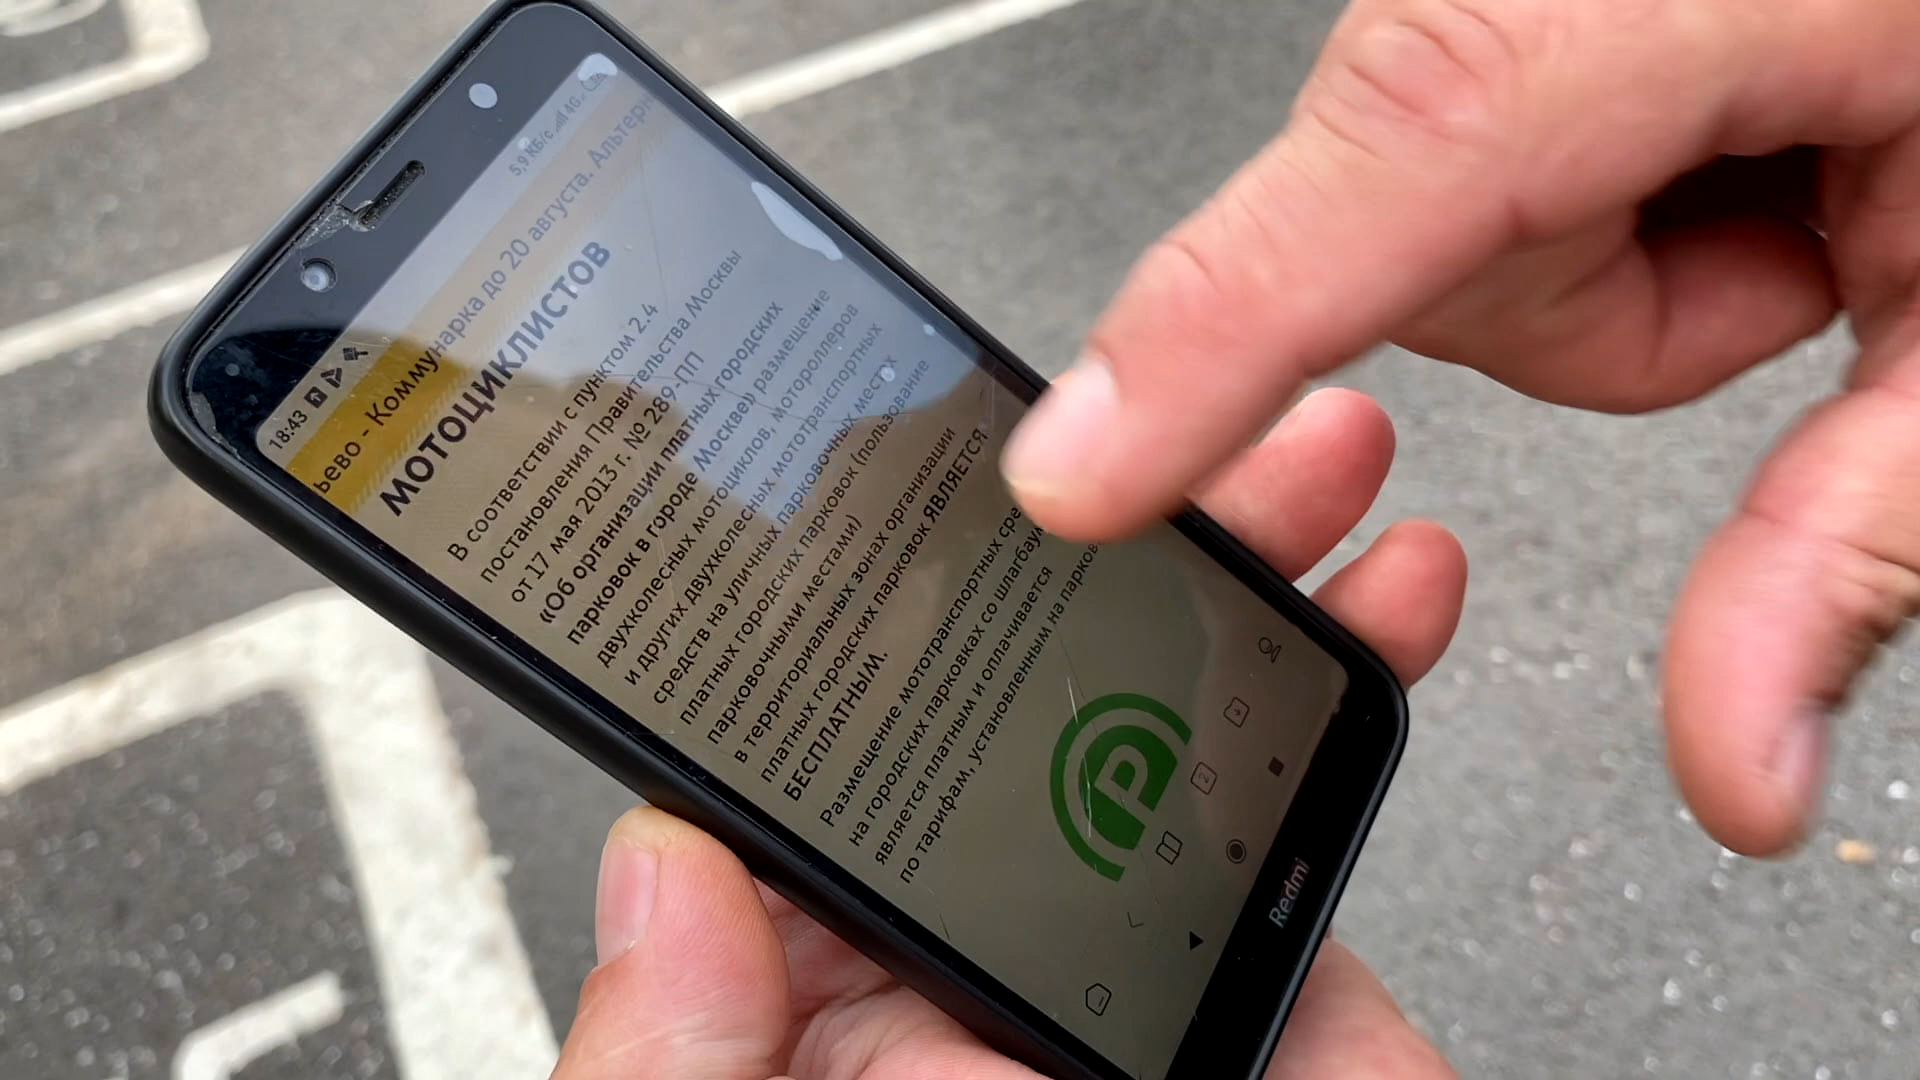 18:43
5,9 КБ/с 4G
ьево - Коммунарка до 20 августа. Альтерн
МОТОЦИКЛИСТОВ
В соответствии с пунктом 2.4
постановления Правительства Москвы
от 17 мая 2013 г. № 289-ПП
«Об организации платных городских
парковок в городе Москве» размещение
двухколесных мотоциклов, мотороллеров
и других двухколесных мототранспортных
средств на уличных парковочных местх
платных городских парковок (пользование
парковочными местами)
в территориальных зонах организации
платных городских парковок ЯВЛЯЕТСЯ
БЕСПЛАТНЫМ.
Размещение мототранспортных сре
на городских парковках со шлагбаум
является платным и оплачивается
по тарифам, установленным на парков
P
2
Redmi